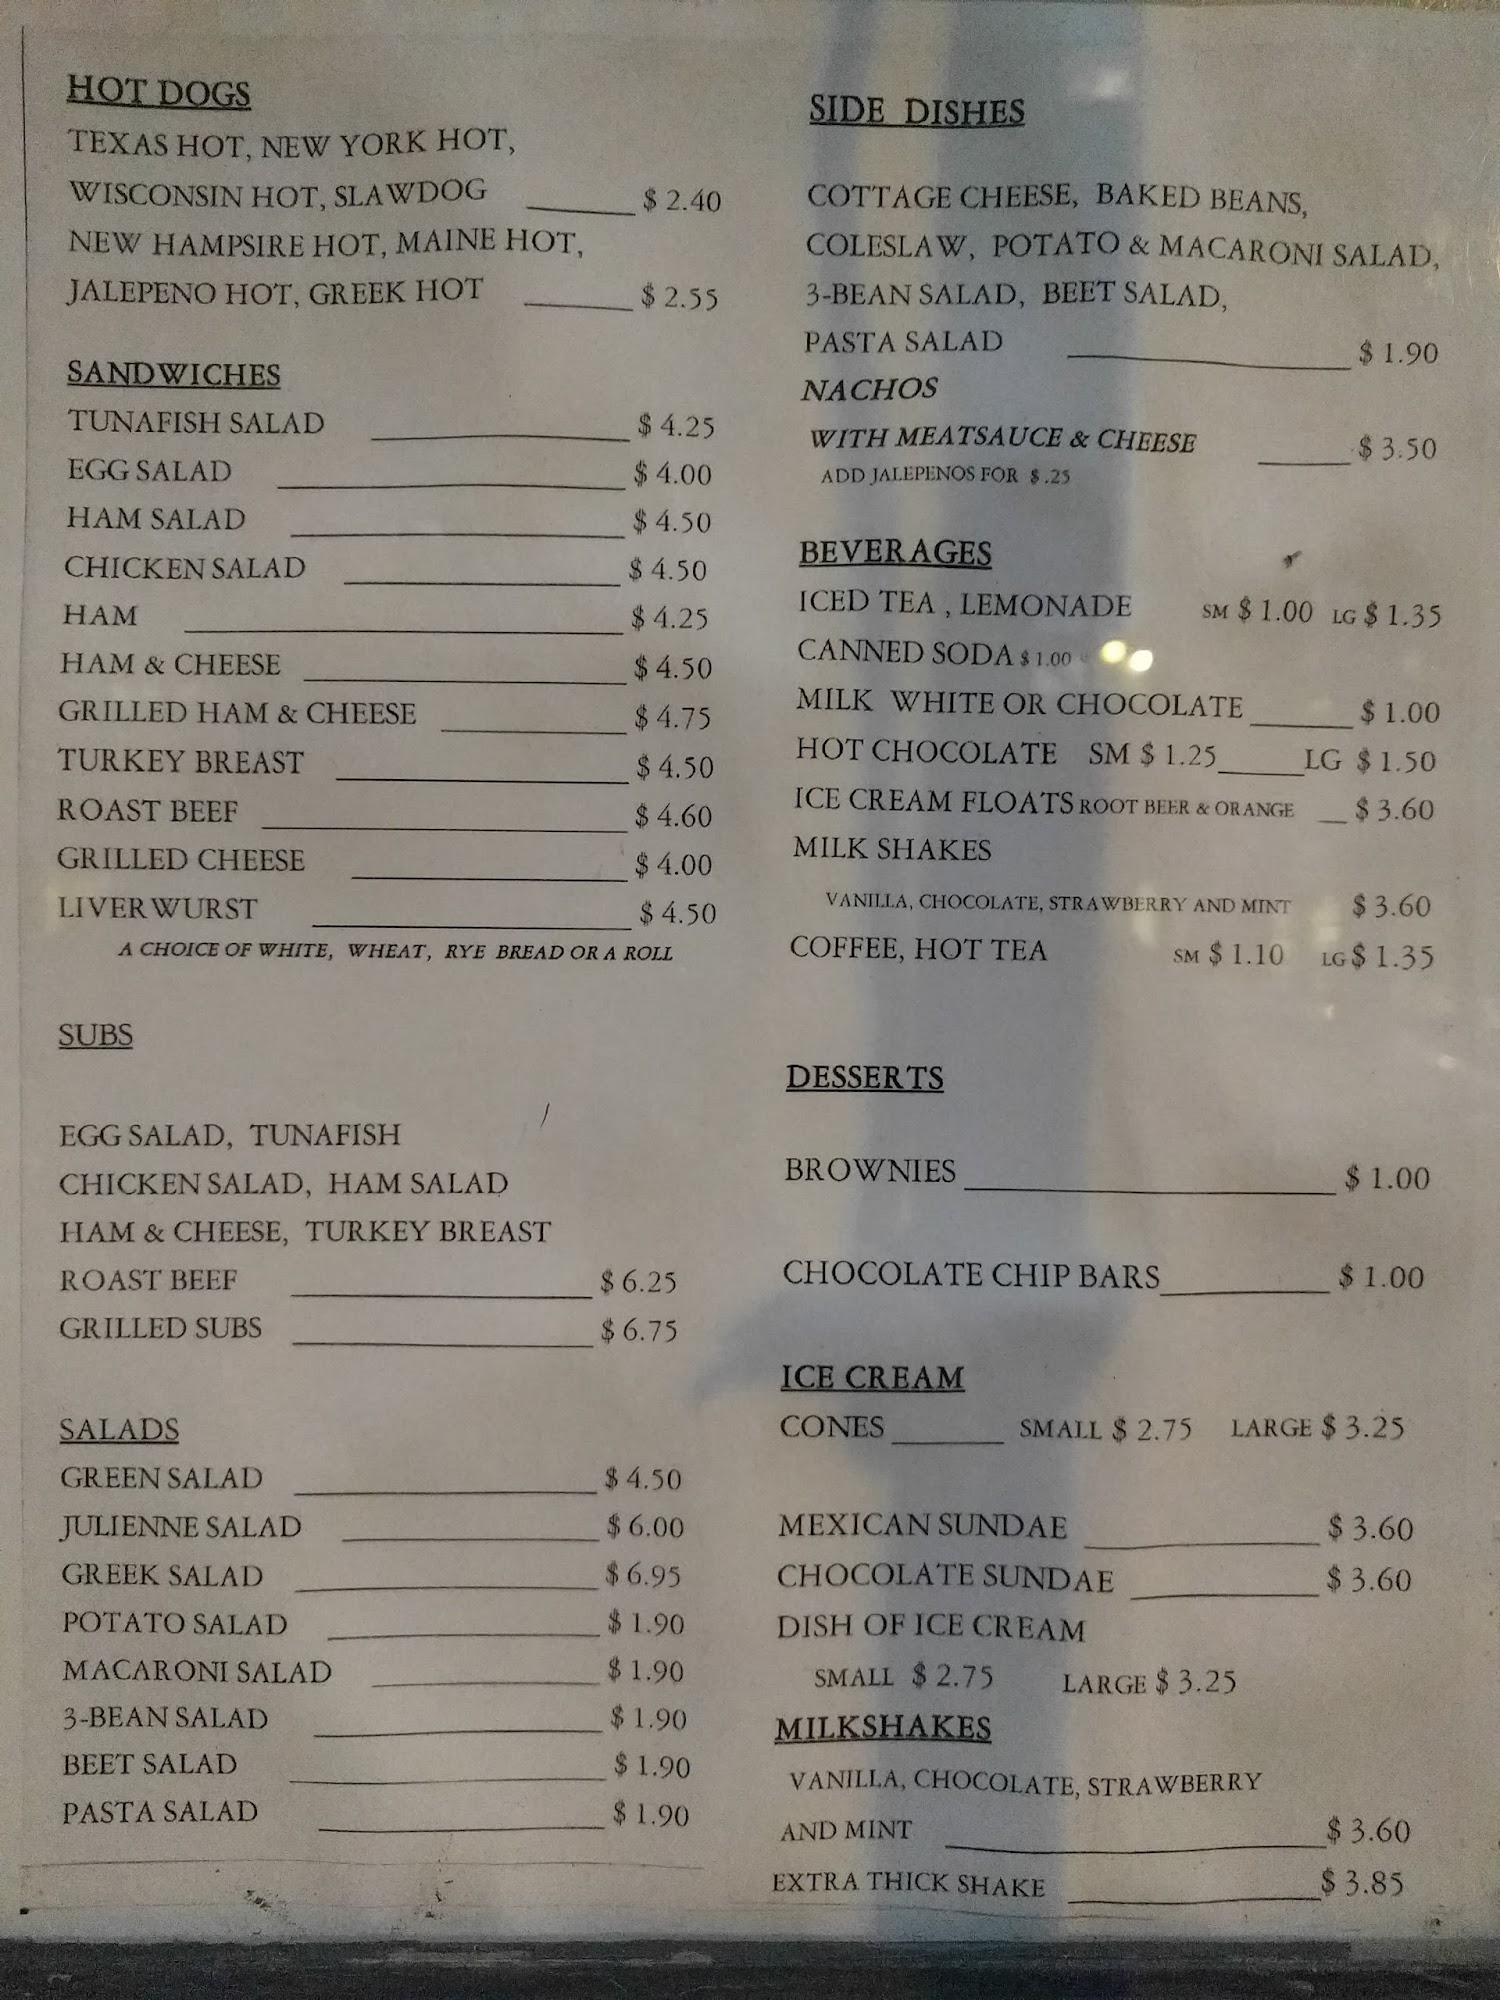 HOT DOGS
TEXAS HOT, NEW YORK HOT,
WISCONSIN HOT, SLAWDOG $ 2.40
NEW HAMPSIRE HOT, MAINE HOT,
JALEPENO HOT, GREEK HOT $ 2.55
SANDWICHES
TUNAFISH SALAD $ 4.25
EGG SALAD $ 4.00
HAM SALAD $ 4.50
CHICKEN SALAD $ 4.50
HAM $ 4.25
HAM & CHEESE $ 4.50
GRILLED HAM & CHEESE $ 4.75
TURKEY BREAST $ 4.50
ROAST BEEF $ 4.60
GRILLED CHEESE $ 4.00
LIVERWURST $ 4.50
A CHOICE OF WHITE, WHEAT, RYE BREAD OR A ROLL
SUBS
EGG SALAD, TUNAFISH
CHICKEN SALAD, HAM SALAD
HAM & CHEESE, TURKEY BREAST
ROAST BEEF $ 6.25
GRILLED SUBS $ 6.75
SALADS
GREEN SALAD $ 4.50
JULIENNE SALAD $ 6.00
GREEK SALAD $ 6.95
POTATO SALAD $ 1.90
MACARONI SALAD $ 1.90
3-BEAN SALAD $ 1.90
BEET SALAD $ 1.90
PASTA SALAD $ 1.90
SIDE DISHES
COTTAGE CHEESE, BAKED BEANS,
COLESLAW, POTATO & MACARONI SALAD,
3-BEAN SALAD, BEET SALAD,
PASTA SALAD $ 1.90
NACHOS
WITH MEATSAUCE & CHEESE $ 3.50
ADD JALEPENOS FOR $ .25
BEVERAGES
ICED TEA , LEMONADE SM $ 1.00 LG $ 1.35
CANNED SODA $ 1.00
MILK WHITE OR CHOCOLATE $ 1.00
HOT CHOCOLATE SM $ 1.25 LG $ 1.50
ICE CREAM FLOATS ROOT BEER & ORANGE $ 3.60
MILK SHAKES
VANILLA, CHOCOLATE, STRAWBERRY AND MINT $ 3.60
COFFEE, HOT TEA SM $ 1.10 LG $ 1.35
DESSERTS
BROWNIES $ 1.00
CHOCOLATE CHIP BARS $ 1.00
ICE CREAM
CONES SMALL $ 2.75 LARGE $ 3.25
MEXICAN SUNDAE $ 3.60
CHOCOLATE SUNDAE $ 3.60
DISH OF ICE CREAM
SMALL $ 2.75 LARGE $ 3.25
MILKSHAKES
VANILLA, CHOCOLATE, STRAWBERRY
AND MINT $ 3.60
EXTRA THICK SHAKE $ 3.85